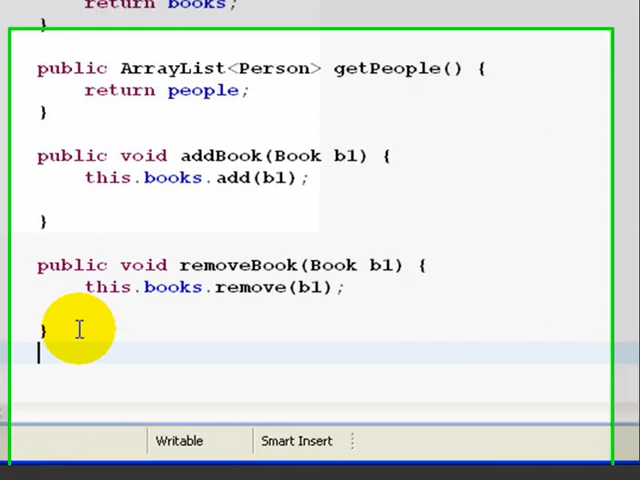 return books;
}
public ArrayList<Person> getPeople() {
return people;
}
public void addBook(Book b1) {
this.books.add(b1);
}
public void removeBook(Book b1) {
this.books.remove(b1);
}
Writable Smart Insert